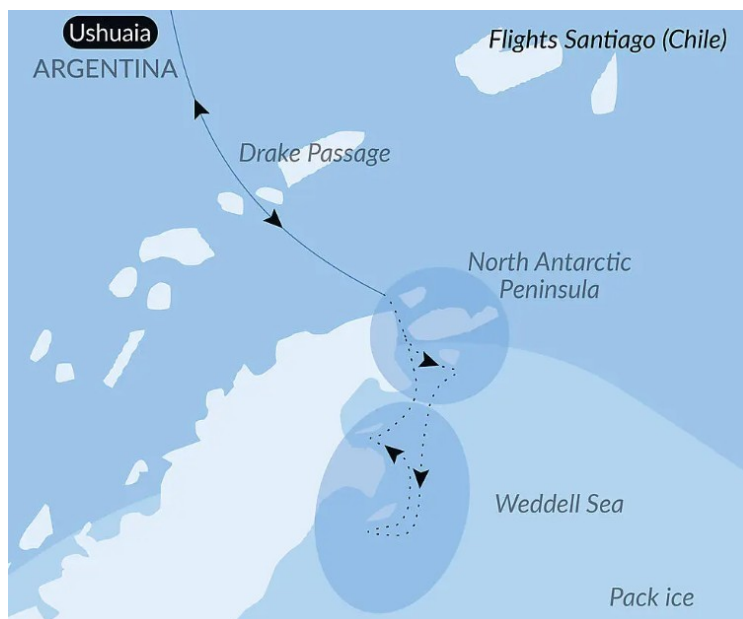 Ushuaia
ARGENTINA
Flights Santiago (Chile)
Drake Passage
North Antarctic
Peninsula
Weddell Sea
Pack ice